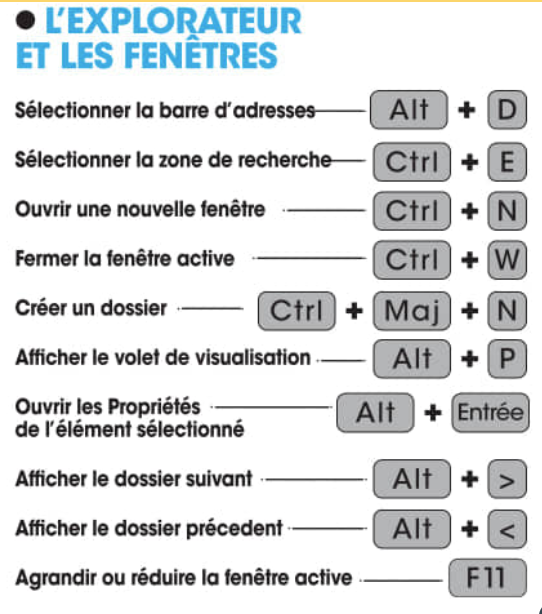 ● L'EXPLORATEUR
ET LES FENÊTRES
Sélectionner la barre d'adresses Alt + D
Sélectionner la zone de recherche Ctrl + E
Ouvrir une nouvelle fenêtre Ctrl + N
Fermer la fenêtre active Ctrl + W
Créer un dossier Ctrl + Maj + N
Afficher le volet de visualisation Alt + P
Ouvrir les Propriétés
de l'élément sélectionné Alt + Entrée
Afficher le dossier suivant Alt + >
Afficher le dossier précedent Alt + <
Agrandir ou réduire la fenêtre active F11